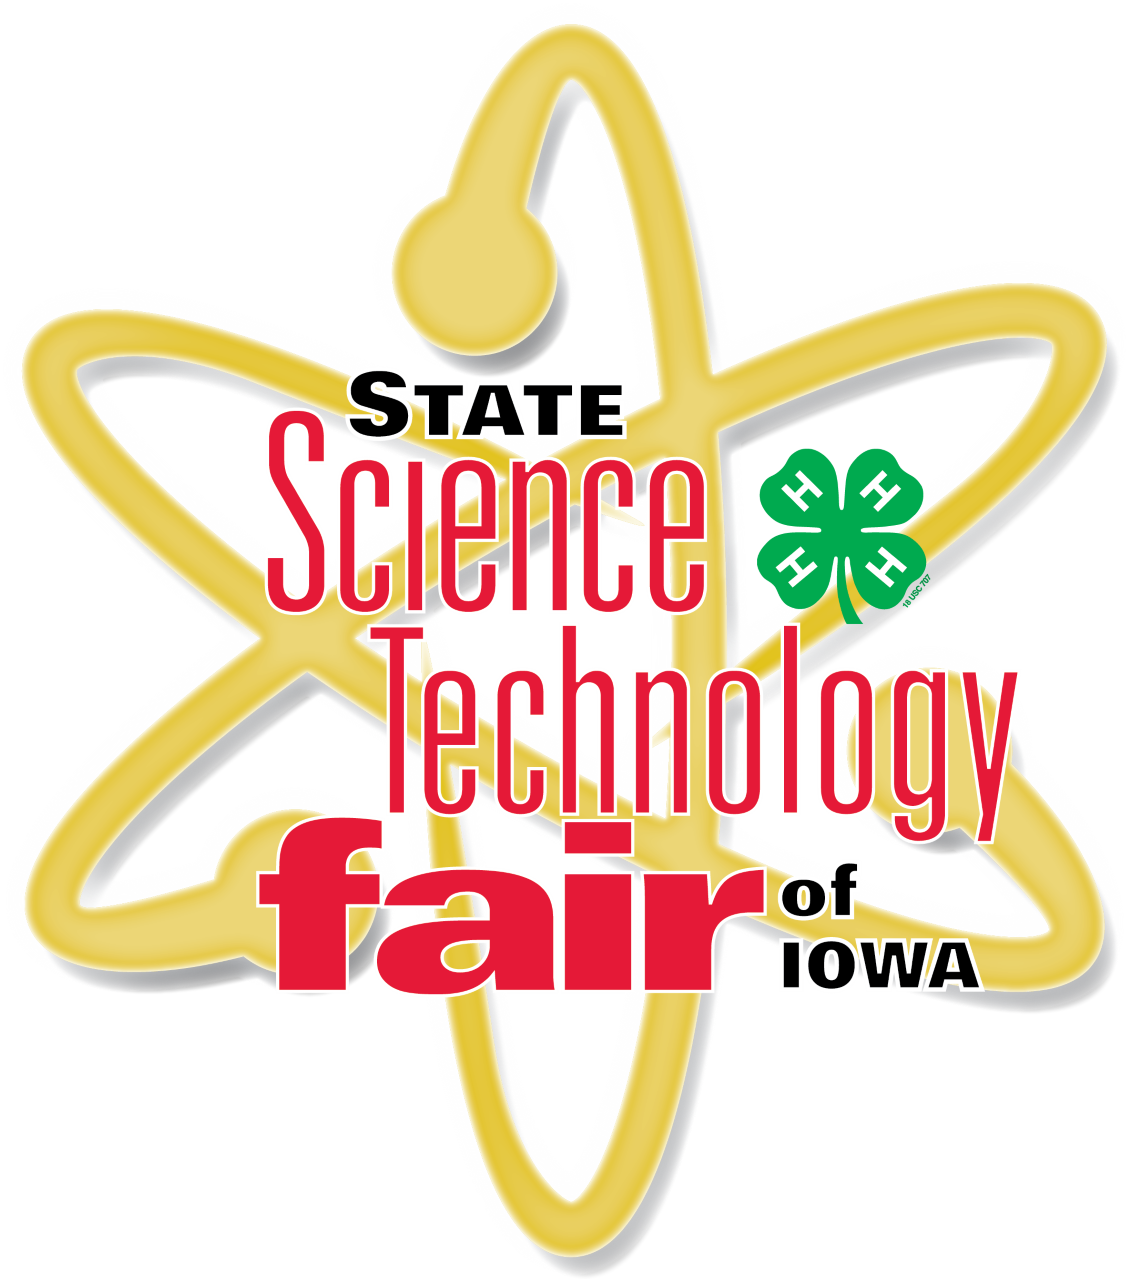 STATE
Science
H H
H H
18 USC 707
Technology
fair of
IOWA